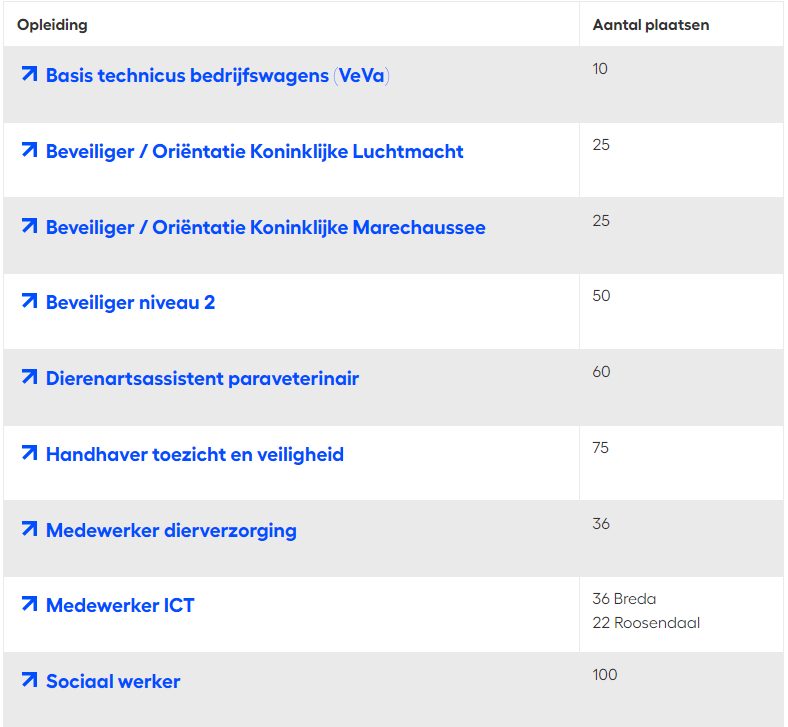 Opleiding Aantal plaatsen
Basis technicus bedrijfswagens (VeVa) 10
Beveiliger / Oriëntatie Koninklijke Luchtmacht 25
Beveiliger / Oriëntatie Koninklijke Marechaussee 25
Beveiliger niveau 2 50
Dierenartsassistent paraveterinair 60
Handhaver toezicht en veiligheid 75
Medewerker dierverzorging 36
Medewerker ICT 36 Breda
22 Roosendaal
Sociaal werker 100